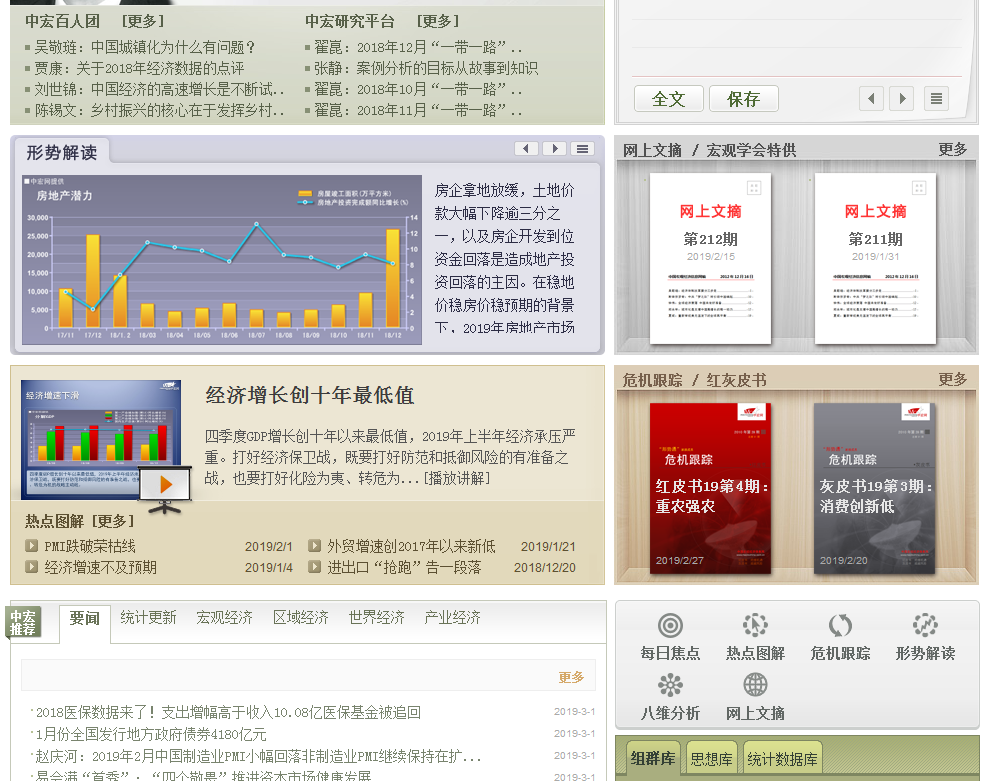 中宏百人团 [更多]
吴敬琏：中国城镇化为什么有问题？
贾康：关于2018年经济数据的点评
刘世锦：中国经济的高速增长是不断试..
陈锡文：乡村振兴的核心在于发挥乡村..
中宏研究平台 [更多]
翟崑：2018年12月“一带一路”..
张静：案例分析的目标从故事到知识
翟崑：2018年10月“一带一路”..
翟崑：2018年11月“一带一路”..
全文 保存
形势解读
中宏网提供
房地产潜力
房屋竣工面积(万平方米)
房地产投资完成额同比增长(%)
30,000
25,000
20,000
15,000
10,000
5,000
0
14
12
10
8
6
4
2
0
17/11 17/12 18/1.2 18/03 18/04 18/05 18/06 18/07 18/08 18/09 18/10 18/11 18/12
房企拿地放缓，土地价
款大幅下降逾三分之
一，以及房企开发到位
资金回落是造成地产投
资回落的主因。在稳地
价稳房价稳预期的背景
下，2019年房地产市场
网上文摘 / 宏观学会特供 更多
网上文摘
第212期
2019/2/15
2012年12月16日
网上文摘
第211期
2019/1/31
2012年12月16日
经济增速下滑
经济增长创十年最低值
四季度GDP增长创十年以来最低值，2019年上半年经济承压严
重。打好经济保卫战，既要打好防范和抵御风险的有准备之
战，也要打好化险为夷、转危为...[播放讲解]
热点图解 [更多]
PMI跌破荣枯线 2019/2/1
外贸增速创2017年以来新低 2019/1/21
经济增速不及预期 2019/1/4
进出口“抢跑”告一段落 2018/12/20
危机跟踪 / 红灰皮书 更多
危机跟踪
红皮书19第4期：
重农强农
2019/2/27
危机跟踪
灰皮书19第3期：
消费创新低
2019/2/20
中宏
推荐
要闻 统计更新 宏观经济 区域经济 世界经济 产业经济
更多
2018医保数据来了！支出增幅高于收入10.08亿医保基金被追回 2019-3-1
1月份全国发行地方政府债券4180亿元 2019-3-1
赵庆河：2019年2月中国制造业PMI小幅回落非制造业PMI继续保持在扩... 2019-3-1
易会满“首秀”：“四个敬畏”推进资本市场健康发展 2019-3-1
每日焦点 热点图解 危机跟踪 形势解读
八维分析 网上文摘
组群库 思想库 统计数据库